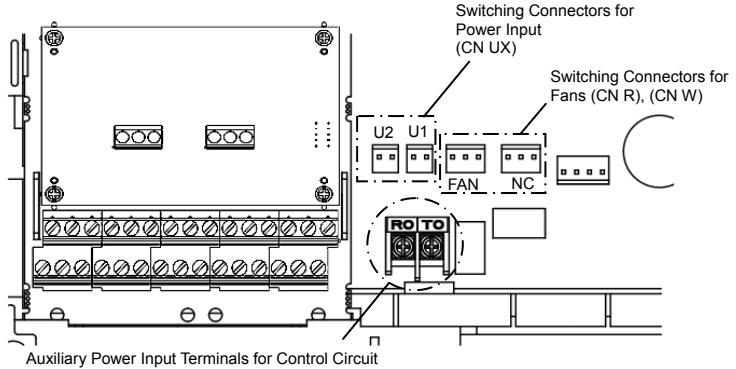 Switching Connectors for
Power Input
(CN UX)
Switching Connectors for
Fans (CN R), (CN W)
U2 U1
FAN NC
RO TO
Auxiliary Power Input Terminals for Control Circuit